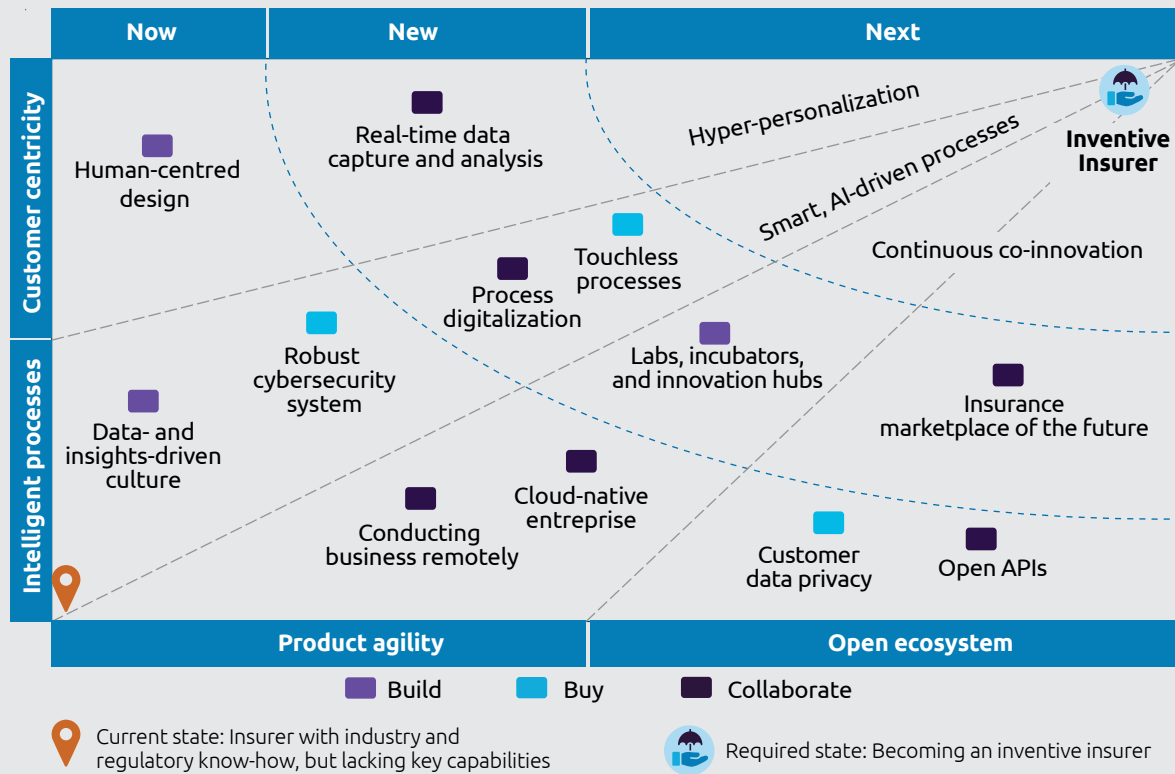 Now
New
Next
Customer centricity
Intelligent processes
Human-centred
design
Real-time data
capture and analysis
Hyper-personalization
Smart, AI-driven processes
Inventive
Insurer
Touchless
processes
Continuous co-innovation
Process
digitalization
Robust
cybersecurity
system
Labs, incubators,
and innovation hubs
Insurance
marketplace of the future
Data- and
insights-driven
culture
Cloud-native
entreprise
Conducting
business remotely
Customer
data privacy
Open APIs
Product agility
Open ecosystem
Build
Buy
Collaborate
Current state: Insurer with industry and
regulatory know-how, but lacking key capabilities
Required state: Becoming an inventive insurer